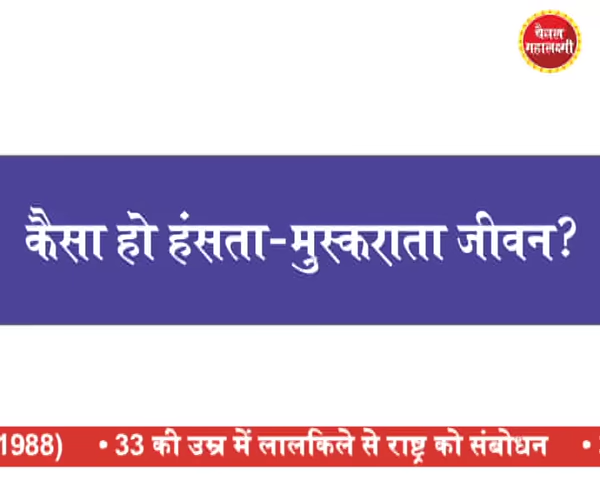 चैनल
महालक्ष्मी
कैसा हो हंसता-मुस्कराता जीवन?
1988) • 33 की उम्र में लालकिले से राष्ट्र को संबोधन •